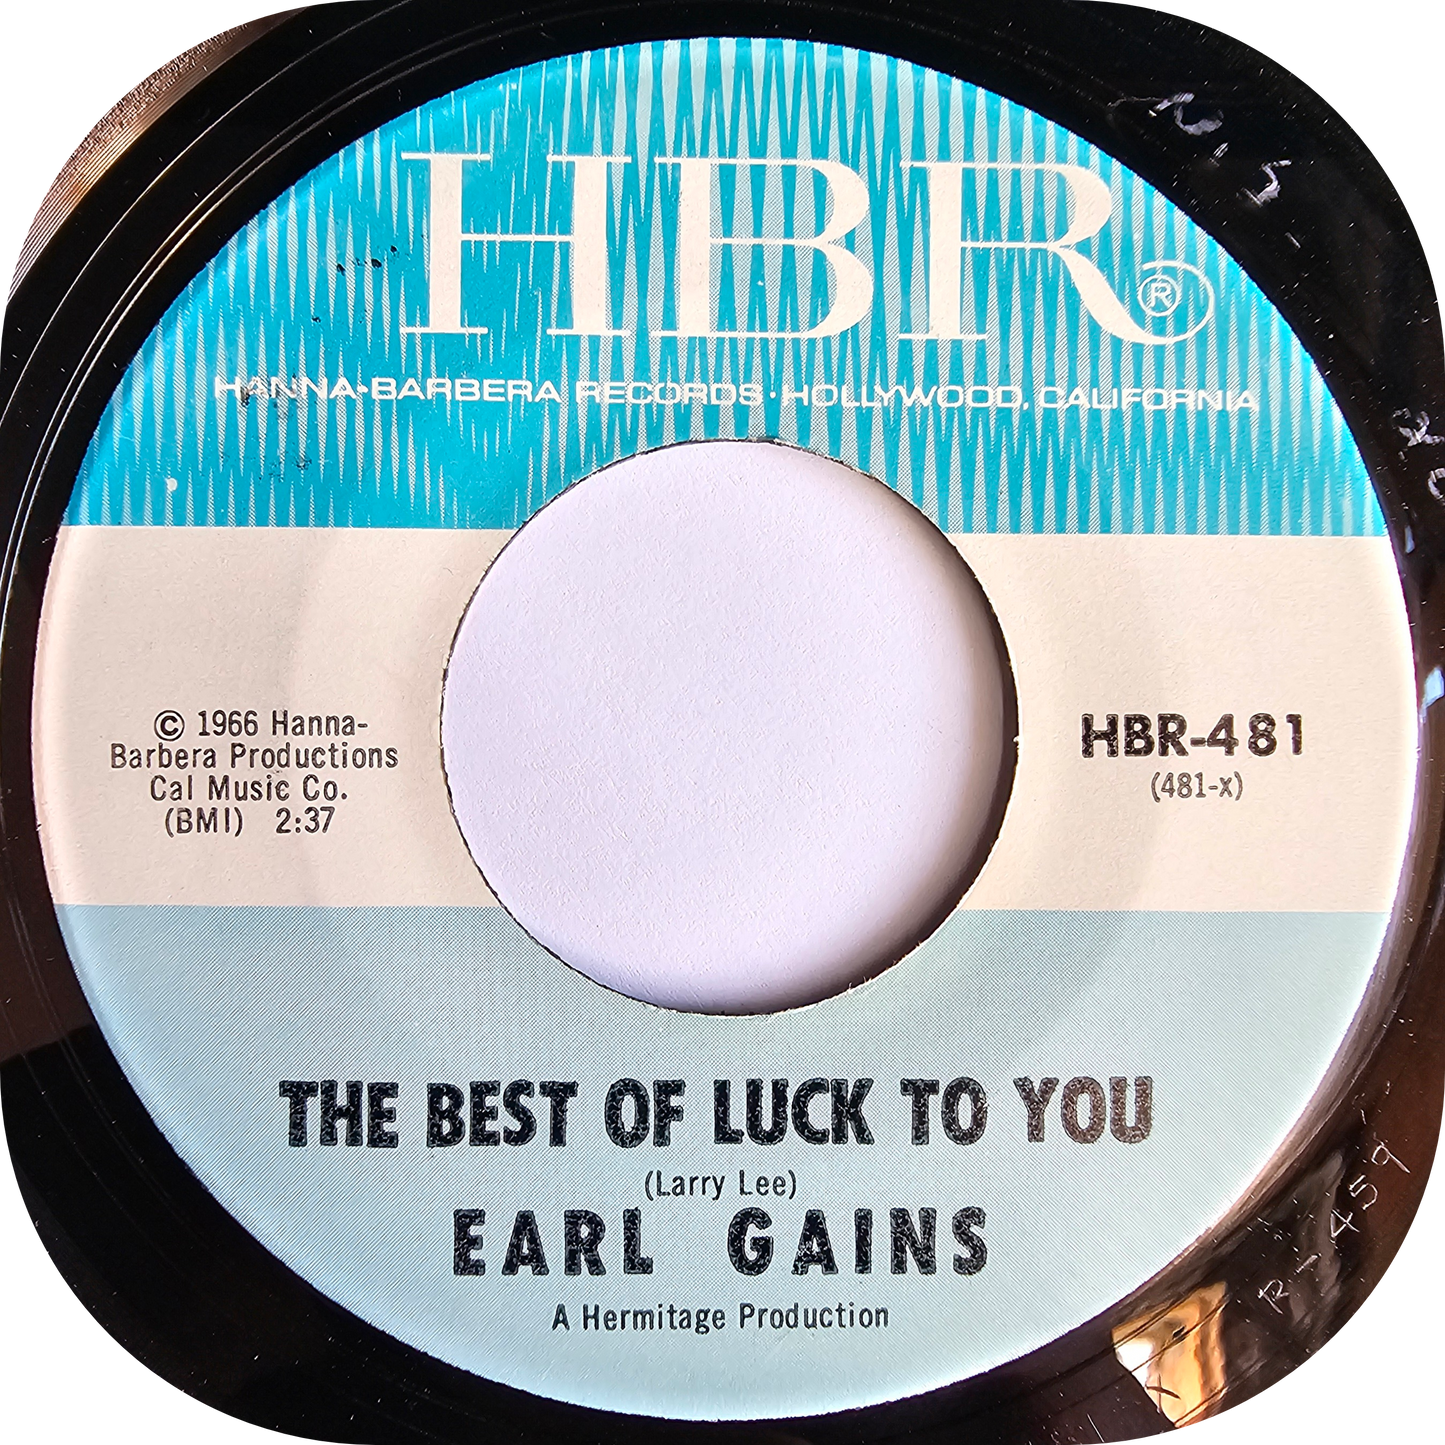 HBR®
HANNA-BARBERA RECORDS · HOLLYWOOD, CALIFORNIA
© 1966 Hanna-
Barbera Productions
Cal Music Co.
(BMI) 2:37
HBR-481
(481-x)
THE BEST OF LUCK TO YOU
(Larry Lee)
EARL GAINS
A Hermitage Production
R-1459